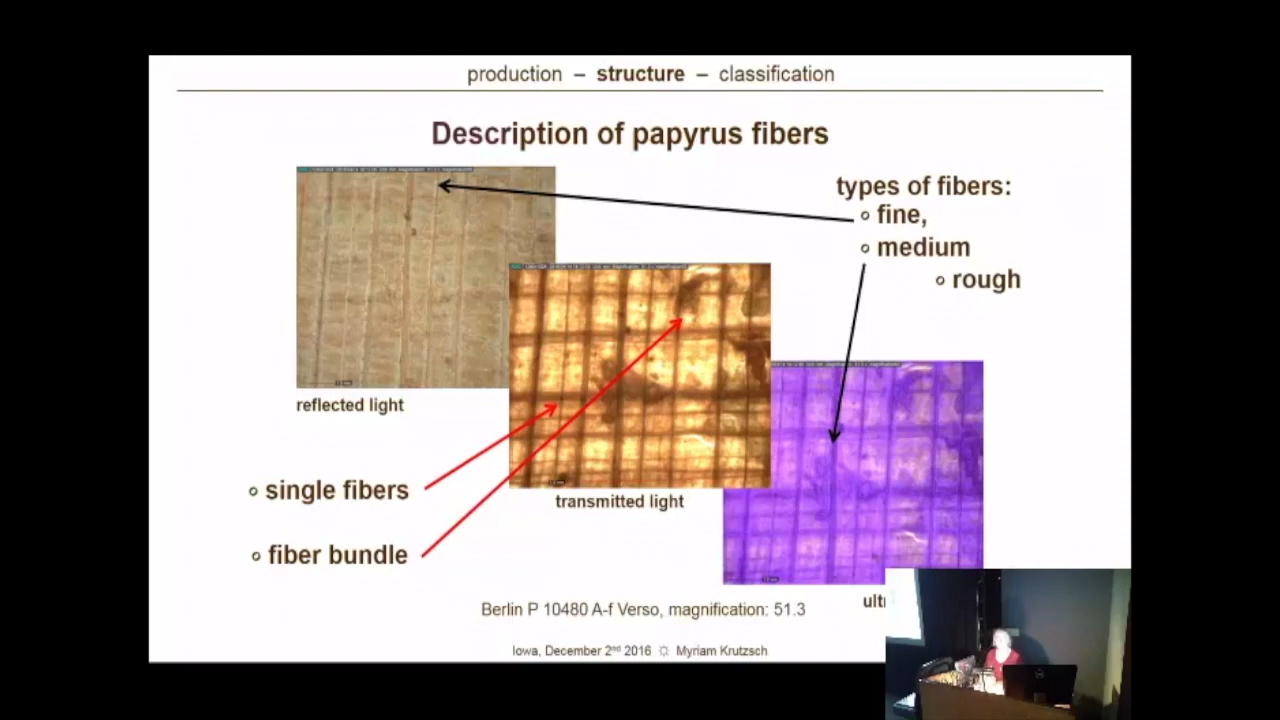 production – structure – classification
Description of papyrus fibers
types of fibers:
fine,
medium
rough
reflected light
single fibers
transmitted light
fiber bundle
Berlin P 10480 A-f Verso, magnification: 51.3
Iowa, December 2nd 2016 ☼ Myriam Krutzsch